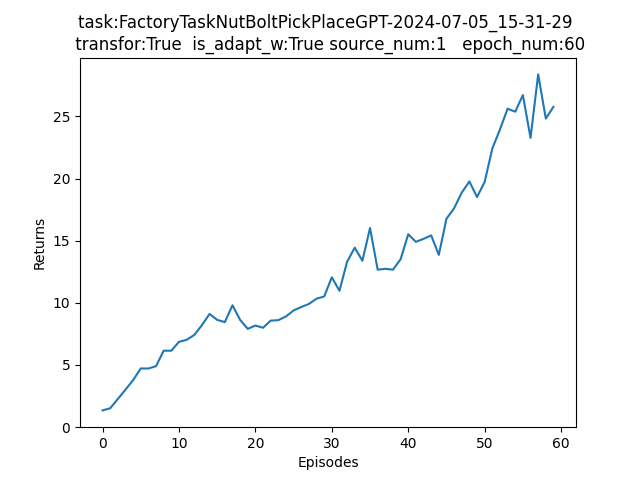 task:FactoryTaskNutBoltPickPlaceGPT-2024-07-05_15-31-29
transfor:True  is_adapt_w:True source_num:1   epoch_num:60
25
20
15
10
5
0
Returns
0 10 20 30 40 50 60
Episodes